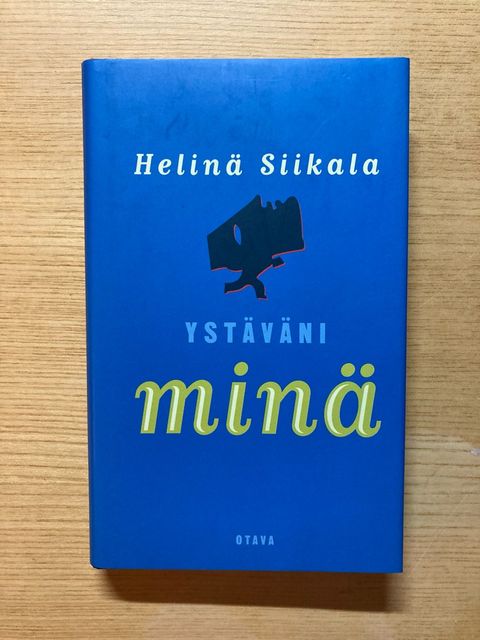 Helinä Siikala
YSTÄVÄNI
minä
OTAVA